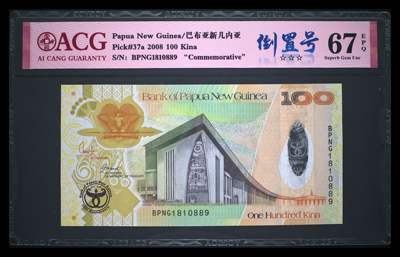 ACG
AI CANG GUARANTY
Papua New Guinea/巴布亚新几内亚
Pick#37a 2008 100 Kina
S/N: BPNG1810889 "Commemorative"
倒置号
☆☆☆
67 EPQ
Superb Gem Unc
Bank of Papua New Guinea
100
BPNG1810889
BPNG1810889
One Hundred Kina